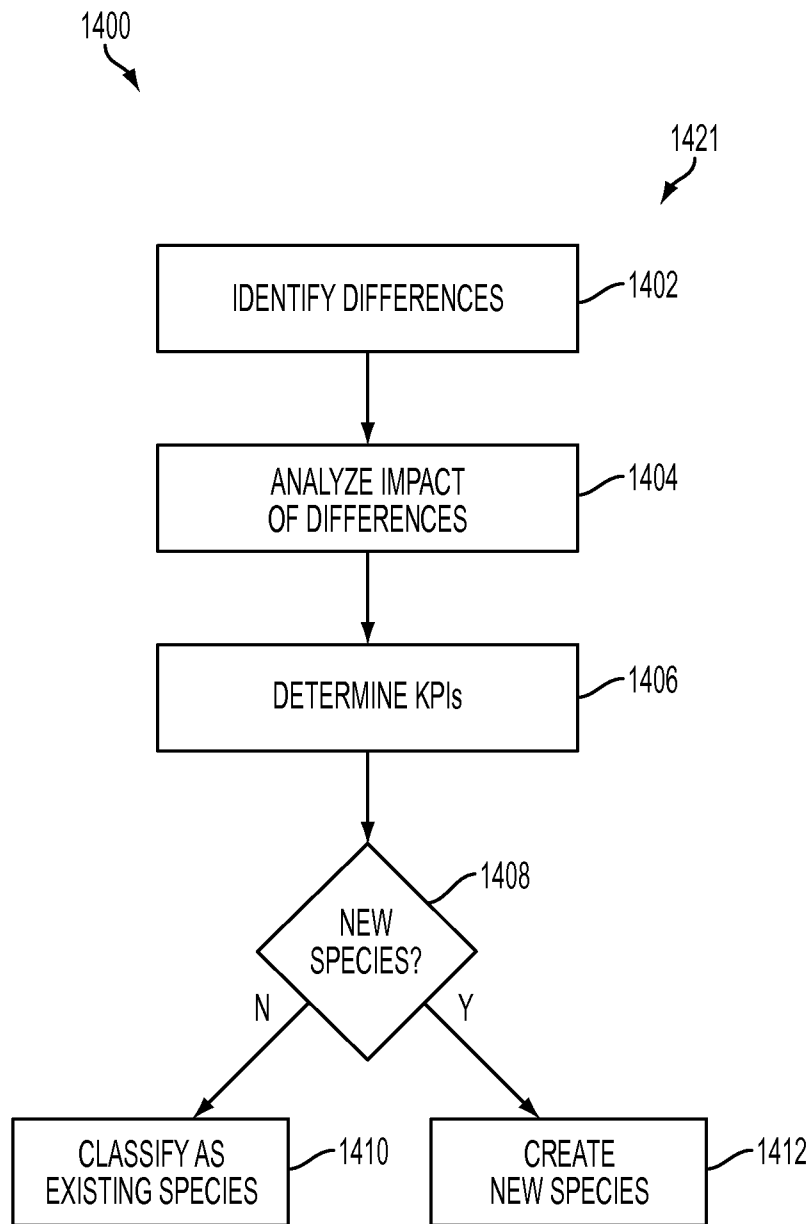 1400
1421
IDENTIFY DIFFERENCES
1402
ANALYZE IMPACT
OF DIFFERENCES
1404
DETERMINE KPIs
1406
NEW
SPECIES?
1408
N
Y
CLASSIFY AS
EXISTING SPECIES
1410
CREATE
NEW SPECIES
1412